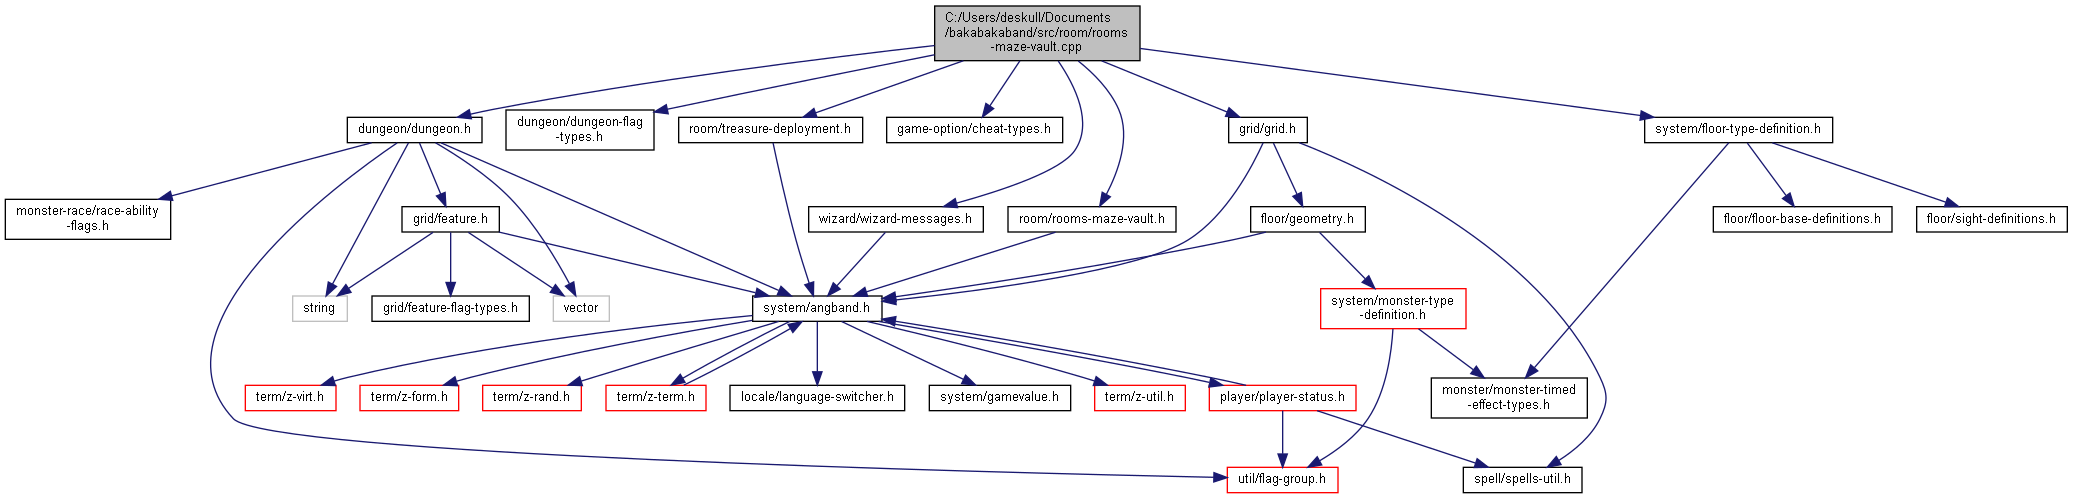 C:/Users/deskull/Documents
/bakabakaband/src/room/rooms
-maze-vault.cpp
dungeon/dungeon.h
dungeon/dungeon-flag
-types.h
room/treasure-deployment.h
game-option/cheat-types.h
grid/grid.h
system/floor-type-definition.h
monster-race/race-ability
-flags.h
grid/feature.h
wizard/wizard-messages.h
room/rooms-maze-vault.h
floor/geometry.h
floor/floor-base-definitions.h
floor/sight-definitions.h
string
grid/feature-flag-types.h
vector
system/angband.h
system/monster-type
-definition.h
term/z-virt.h
term/z-form.h
term/z-rand.h
term/z-term.h
locale/language-switcher.h
system/gamevalue.h
term/z-util.h
player/player-status.h
monster/monster-timed
-effect-types.h
util/flag-group.h
spell/spells-util.h